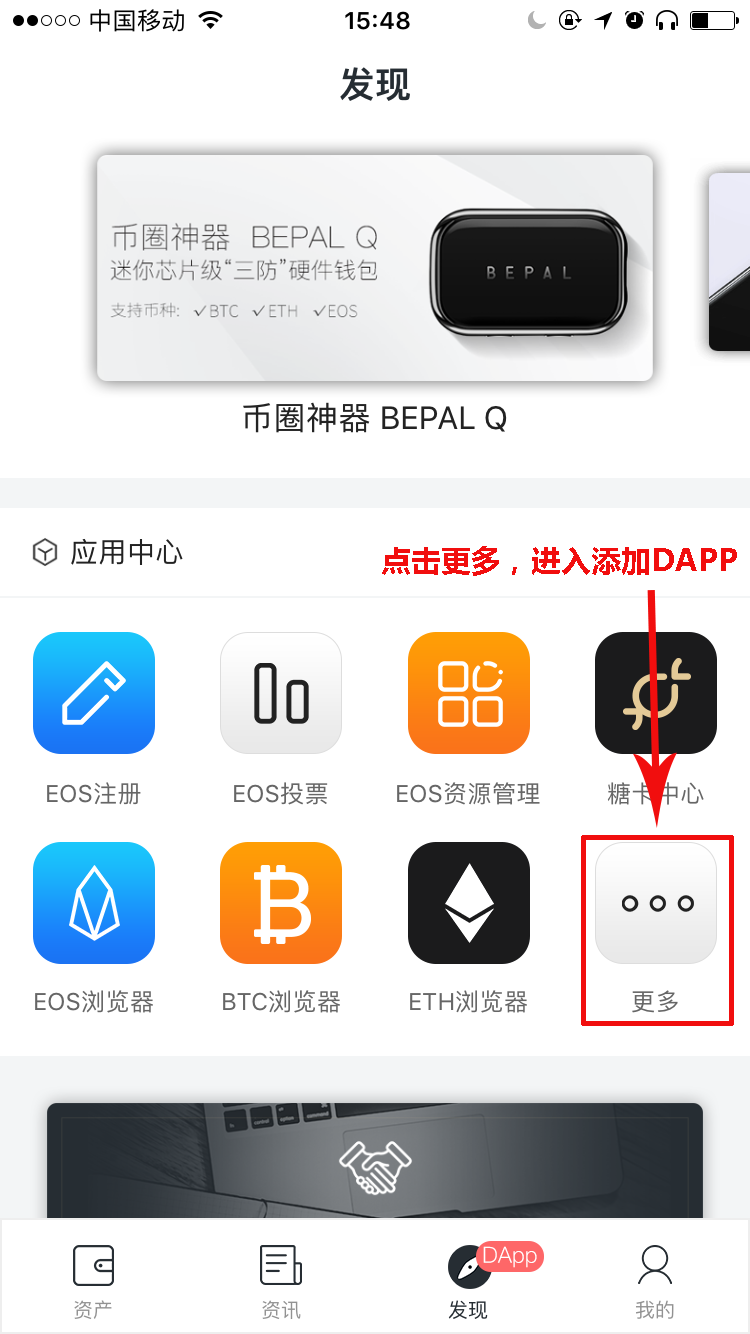 中国移动
15:48
发现
币圈神器 BEPAL Q
迷你芯片级“三防”硬件钱包
支持币种: ✓BTC ✓ETH ✓EOS
BEPAL
币圈神器 BEPAL Q
应用中心
点击更多，进入添加DAPP
EOS注册
EOS投票
EOS资源管理
糖卡中心
EOS浏览器
BTC浏览器
ETH浏览器
更多
control
option
command
DApp
资产
资讯
发现
我的